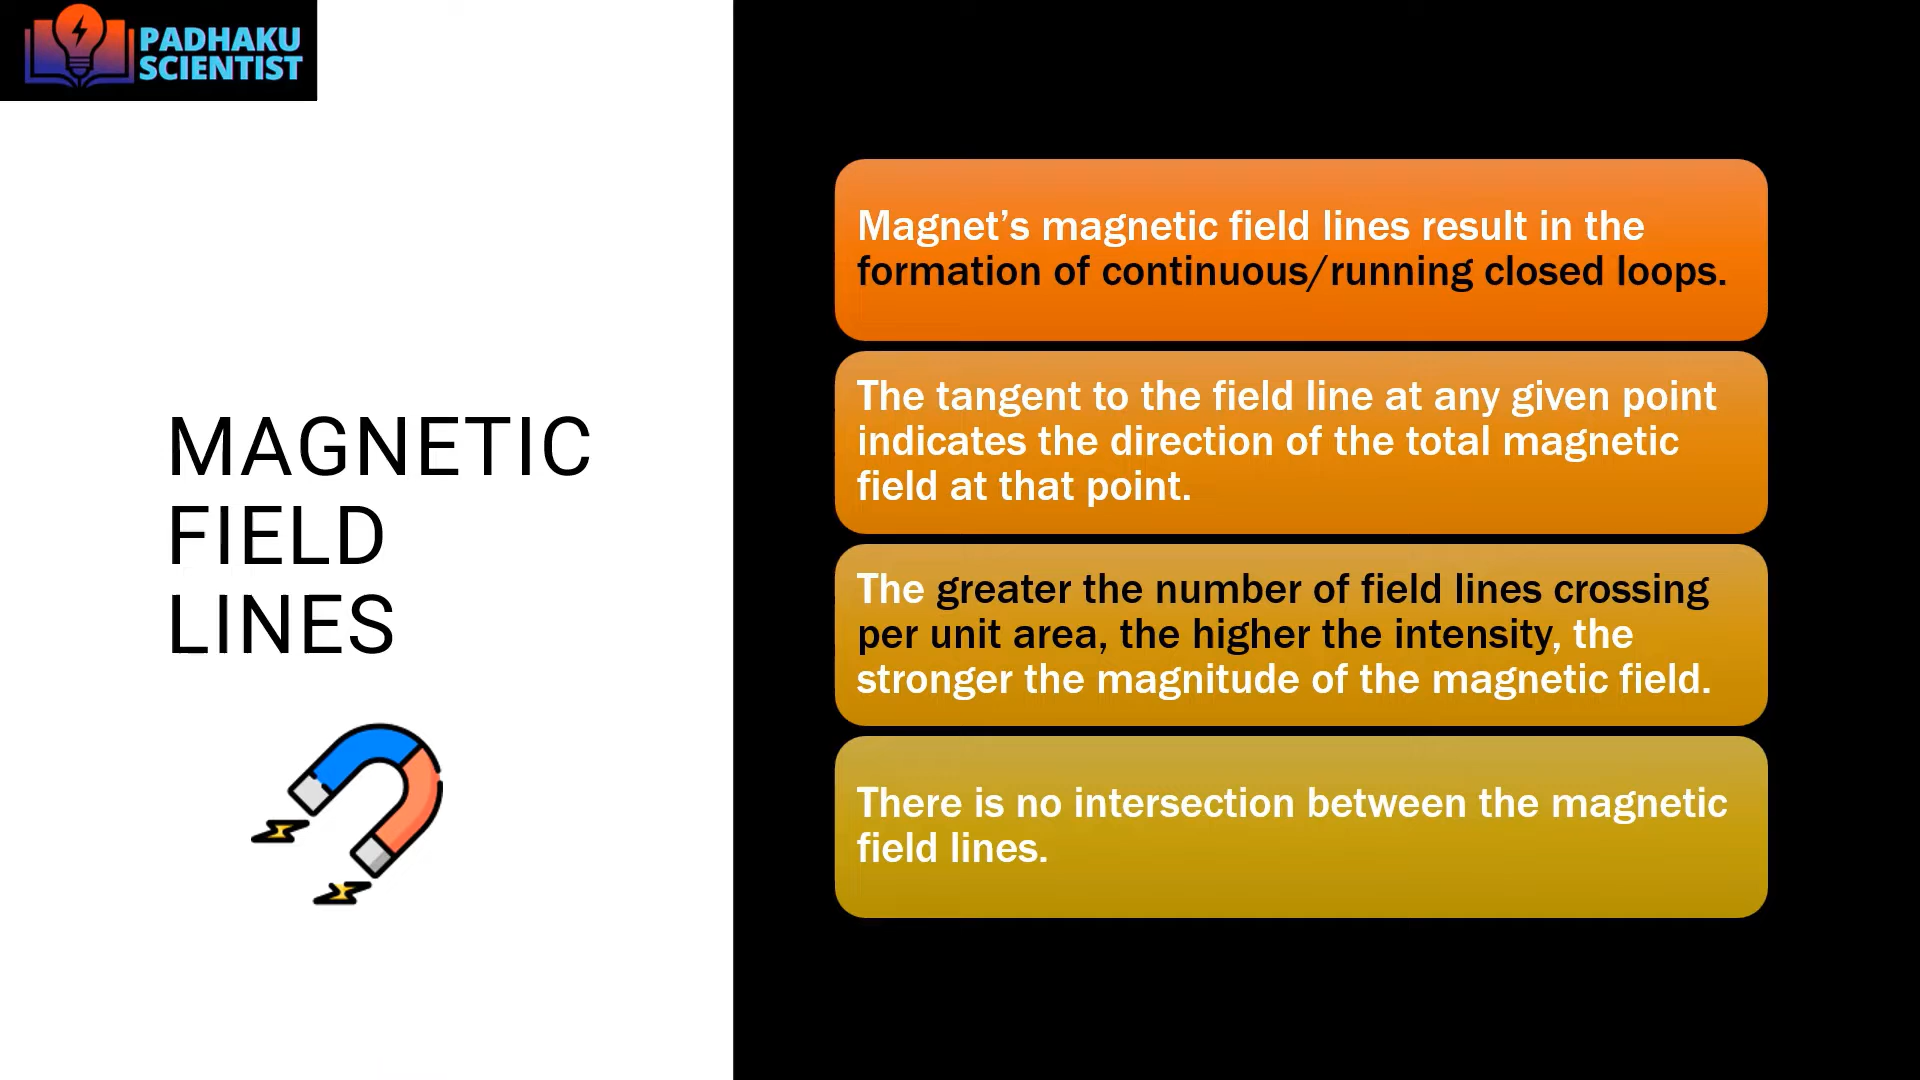 PADHAKU
SCIENTIST
MAGNETIC
FIELD
LINES
Magnet’s magnetic field lines result in the
formation of continuous/running closed loops.
The tangent to the field line at any given point
indicates the direction of the total magnetic
field at that point.
The greater the number of field lines crossing
per unit area, the higher the intensity, the
stronger the magnitude of the magnetic field.
There is no intersection between the magnetic
field lines.